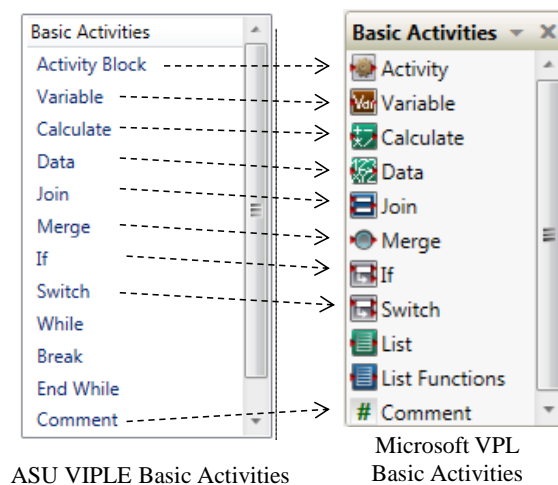 Basic Activities
Activity Block
Variable
Calculate
Data
Join
Merge
If
Switch
While
Break
End While
Comment
ASU VIPLE Basic Activities
Basic Activities
Activity
Var Variable
Calculate
Data
Join
Merge
If
Switch
List
List Functions
# Comment
Microsoft VPL
Basic Activities